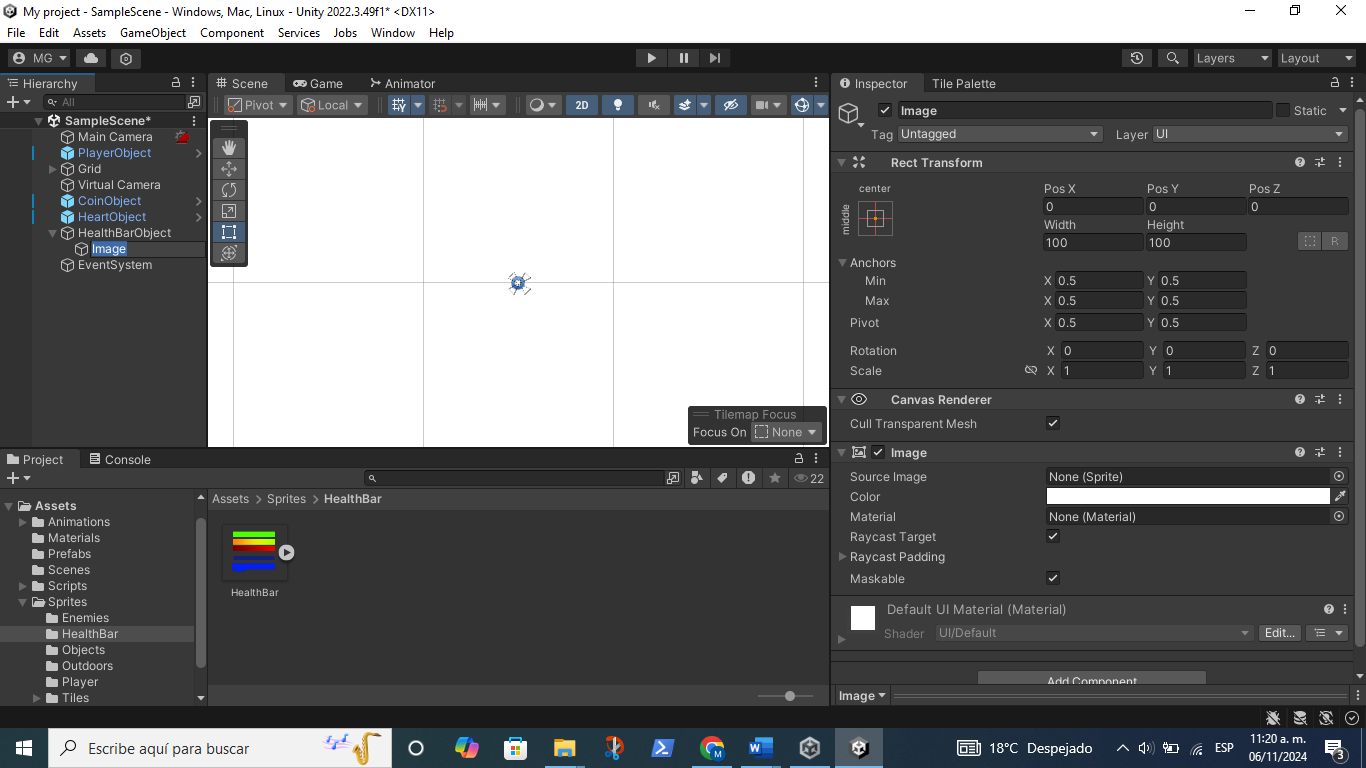 My project - SampleScene - Windows, Mac, Linux - Unity 2022.3.49f1* <DX11>
File Edit Assets GameObject Component Services Jobs Window Help
MG Layers Layout
Hierarchy
All
SampleScene*
Main Camera
PlayerObject
Grid
Virtual Camera
CoinObject
HeartObject
HealthBarObject
Image
EventSystem
Scene Game Animator
Pivot Local 2D
Tilemap Focus
Focus On None
Inspector Tile Palette
Image Static
Tag Untagged Layer UI
Rect Transform
center
middle
Pos X Pos Y Pos Z
0 0 0
Width Height
100 100 R
Anchors
Min X 0.5 Y 0.5
Max X 0.5 Y 0.5
Pivot X 0.5 Y 0.5
Rotation X 0 Y 0 Z 0
Scale X 1 Y 1 Z 1
Canvas Renderer
Cull Transparent Mesh
Image
Source Image None (Sprite)
Color
Material None (Material)
Raycast Target
Raycast Padding
Maskable
Default UI Material (Material)
Shader UI/Default Edit...
Add Component
Image
Project Console
22
Assets
Animations
Materials
Prefabs
Scenes
Scripts
Sprites
Enemies
HealthBar
Objects
Outdoors
Player
Tiles
Assets > Sprites > HealthBar
HealthBar
Escribe aquí para buscar
18°C Despejado
ESP
11:20 a. m.
06/11/2024
3